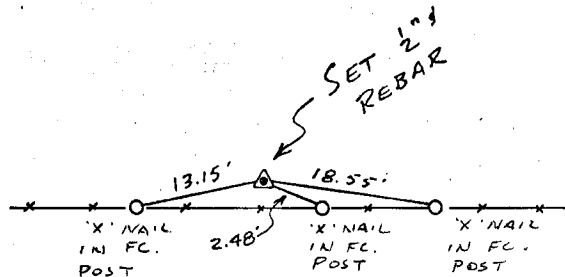 SET 1/2"ø
REBAR
13.15'
18.55'
2.48'
'X' NAIL
IN FC.
POST
'X' NAIL
IN FC.
POST
'X' NAIL
IN FC.
POST